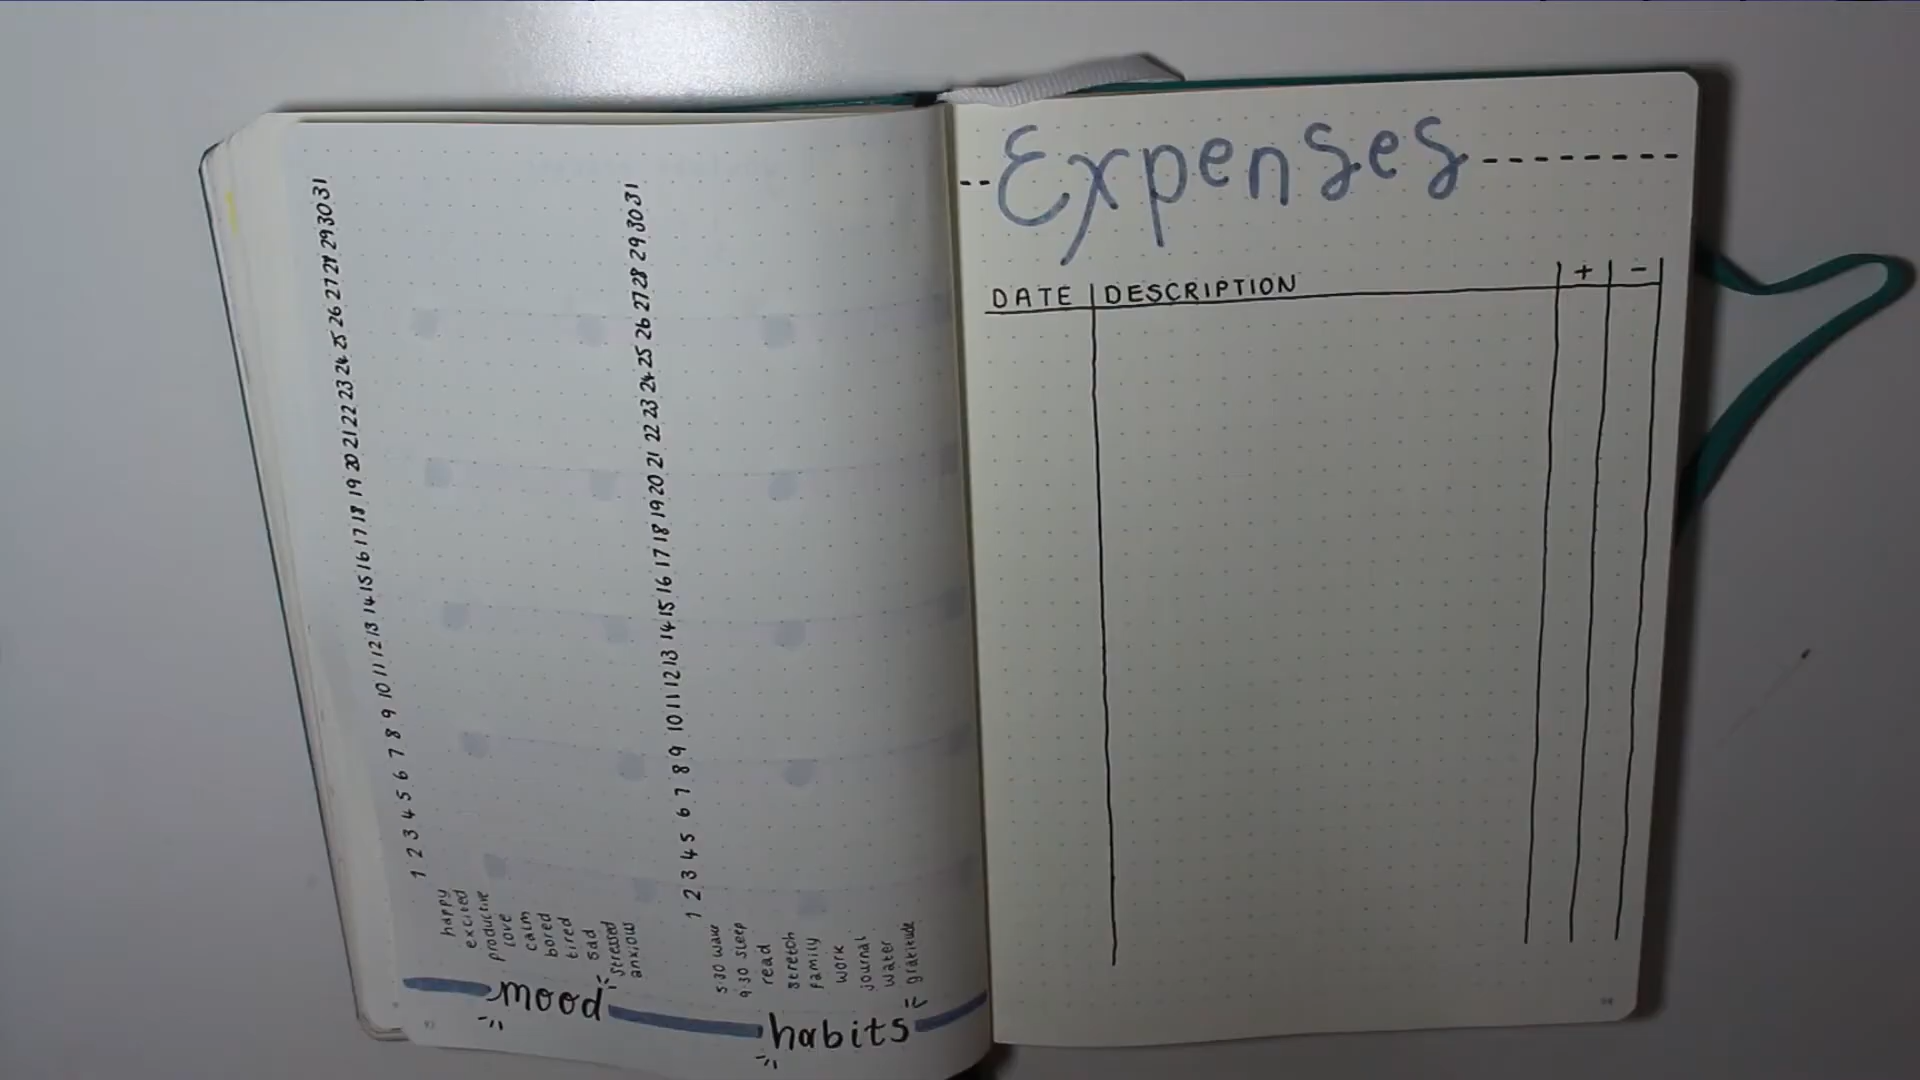 1 2 3 4 5 6 7 8 9 10 11 12 13 14 15 16 17 18 19 20 21 22 23 24 25 26 27 28 29 30 31
happy
excited
productive
love
calm
bored
tired
sad
stressed
anxious
mood
1 2 3 4 5 6 7 8 9 10 11 12 13 14 15 16 17 18 19 20 21 22 23 24 25 26 27 28 29 30 31
5:30 wake
9:30 sleep
read
stretch
family
work
journal
water
gratitude
habits
Expenses
DATE DESCRIPTION + -